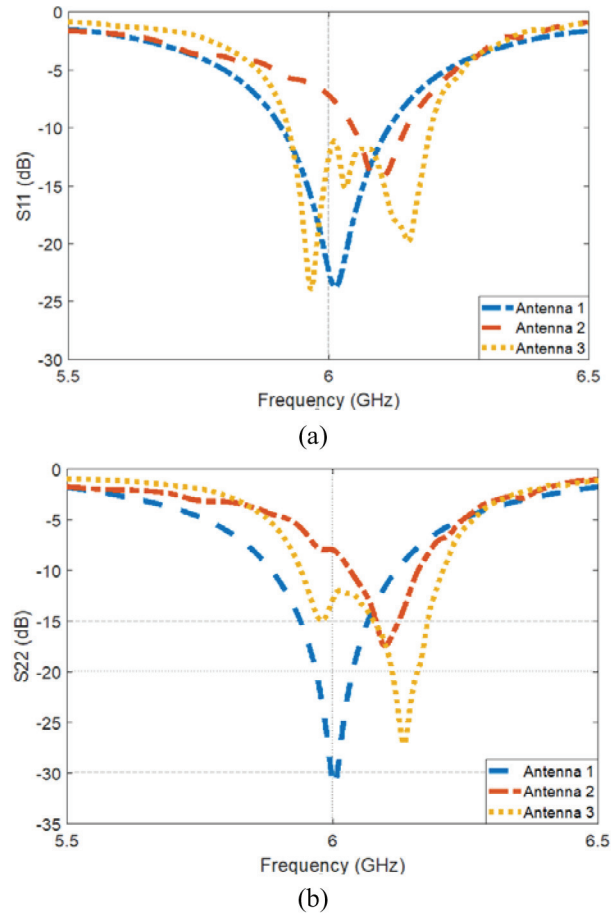 0
-5
-10
-15
-20
-25
-30
S11 (dB)
5.5
6
6.5
Frequency (GHz)
Antenna 1
Antenna 2
Antenna 3
(a)
0
-5
-10
-15
-20
-25
-30
-35
S22 (dB)
5.5
6
6.5
Frequency (GHz)
Antenna 1
Antenna 2
Antenna 3
(b)